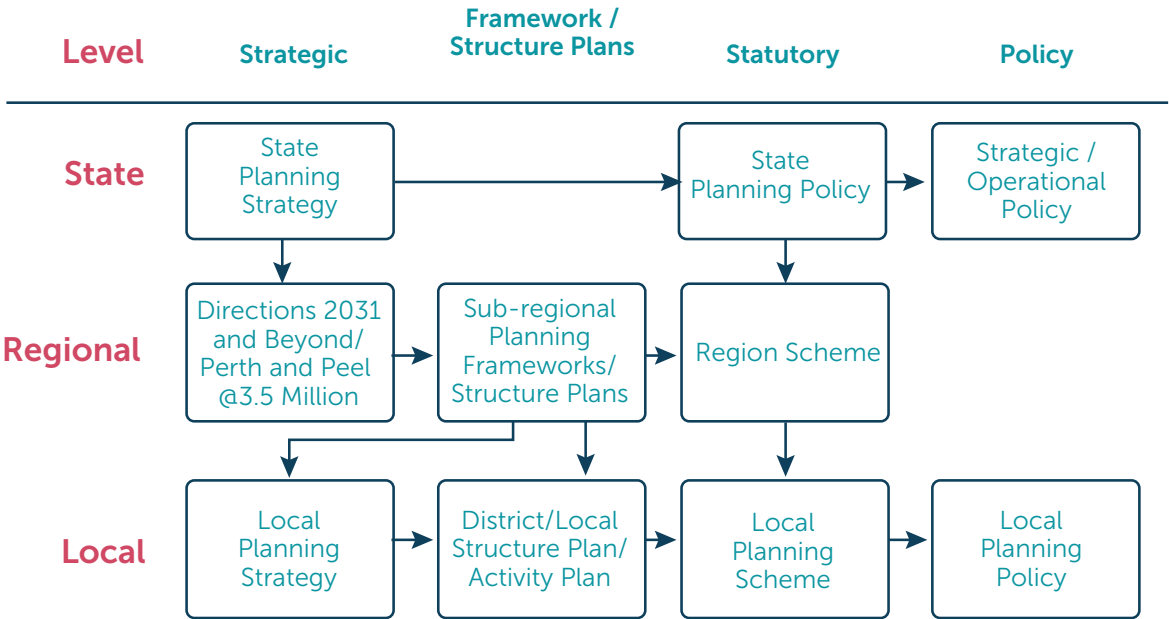 Level
Strategic
Framework /
Structure Plans
Statutory
Policy
State
State
Planning
Strategy
State
Planning Policy
Strategic /
Operational
Policy
Regional
Directions 2031
and Beyond/
Perth and Peel
@3.5 Million
Sub-regional
Planning
Frameworks/
Structure Plans
Region Scheme
Local
Local
Planning
Strategy
District/Local
Structure Plan/
Activity Plan
Local
Planning
Scheme
Local
Planning
Policy